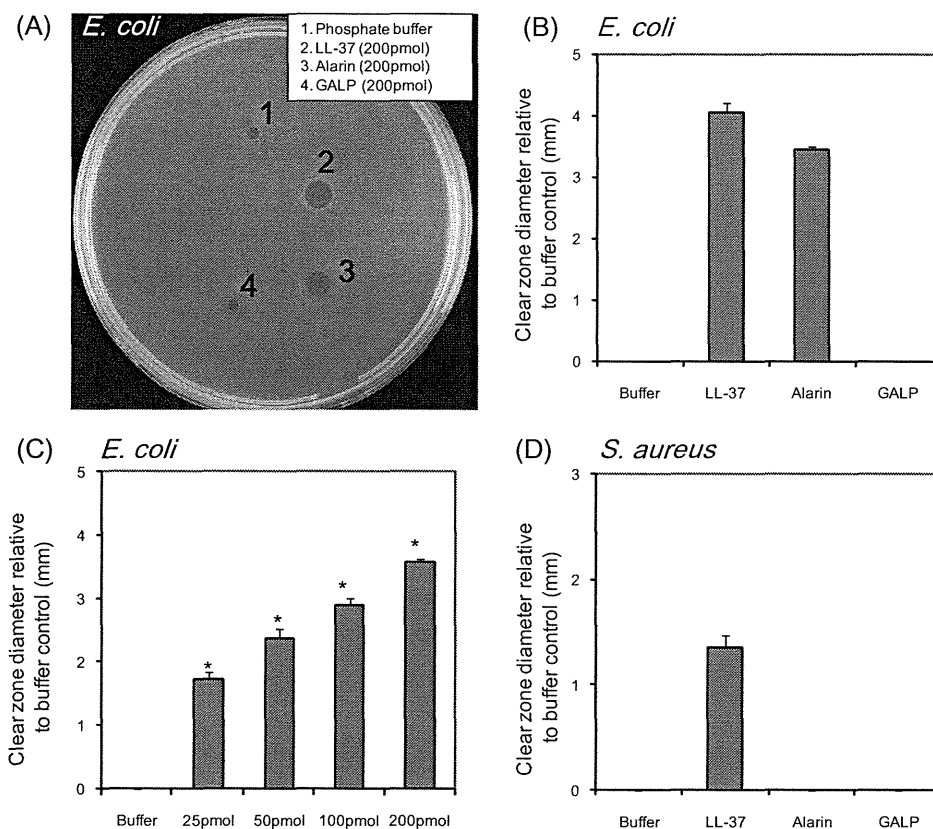 (A) E. coli
1. Phosphate buffer
2. LL-37 (200pmol)
3. Alarin (200pmol)
4. GALP (200pmol)
1
2
3
4
(B) E. coli
Clear zone diameter relative
to buffer control (mm)
5
4
3
2
1
0
Buffer LL-37 Alarin GALP
(C) E. coli
Clear zone diameter relative
to buffer control (mm)
5
4
3
2
1
0
* * * *
Buffer 25pmol 50pmol 100pmol 200pmol
(D) S. aureus
Clear zone diameter relative
to buffer control (mm)
3
2
1
0
Buffer LL-37 Alarin GALP